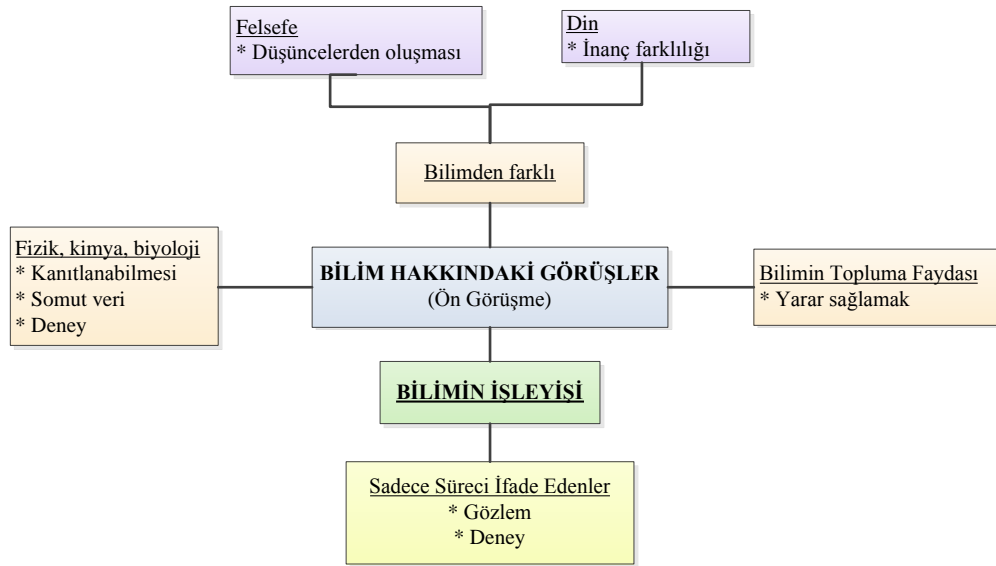 Felsefe
* Düşüncelerden oluşması
Din
* İnanç farklılığı
Bilimden farklı
Fizik, kimya, biyoloji
* Kanıtlanabilmesi
* Somut veri
* Deney
BİLİM HAKKINDAKİ GÖRÜŞLER
(Ön Görüşme)
Bilimin Topluma Faydası
* Yarar sağlamak
BİLİMİN İŞLEYİŞİ
Sadece Süreci İfade Edenler
* Gözlem
* Deney